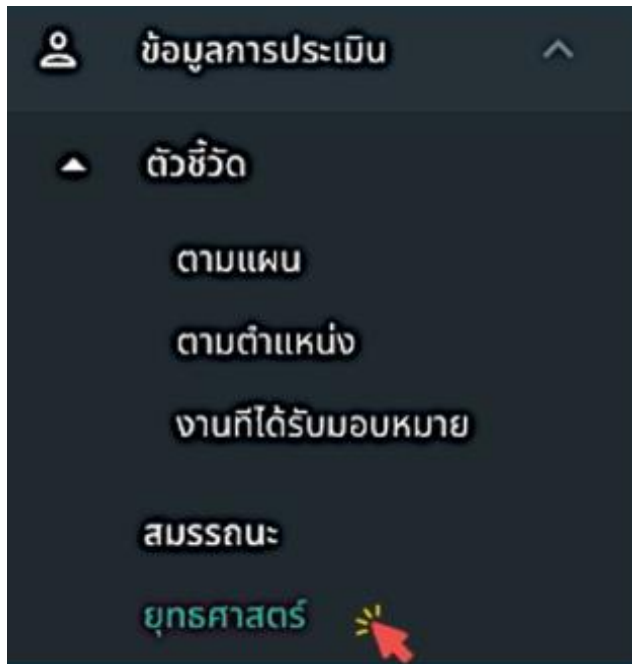 ข้อมูลการประเมิน
ตัวชี้วัด
ตามแผน
ตามตำแหน่ง
งานทีได้รับมอบหมาย
สมรรถนะ
ยุทธศาสตร์